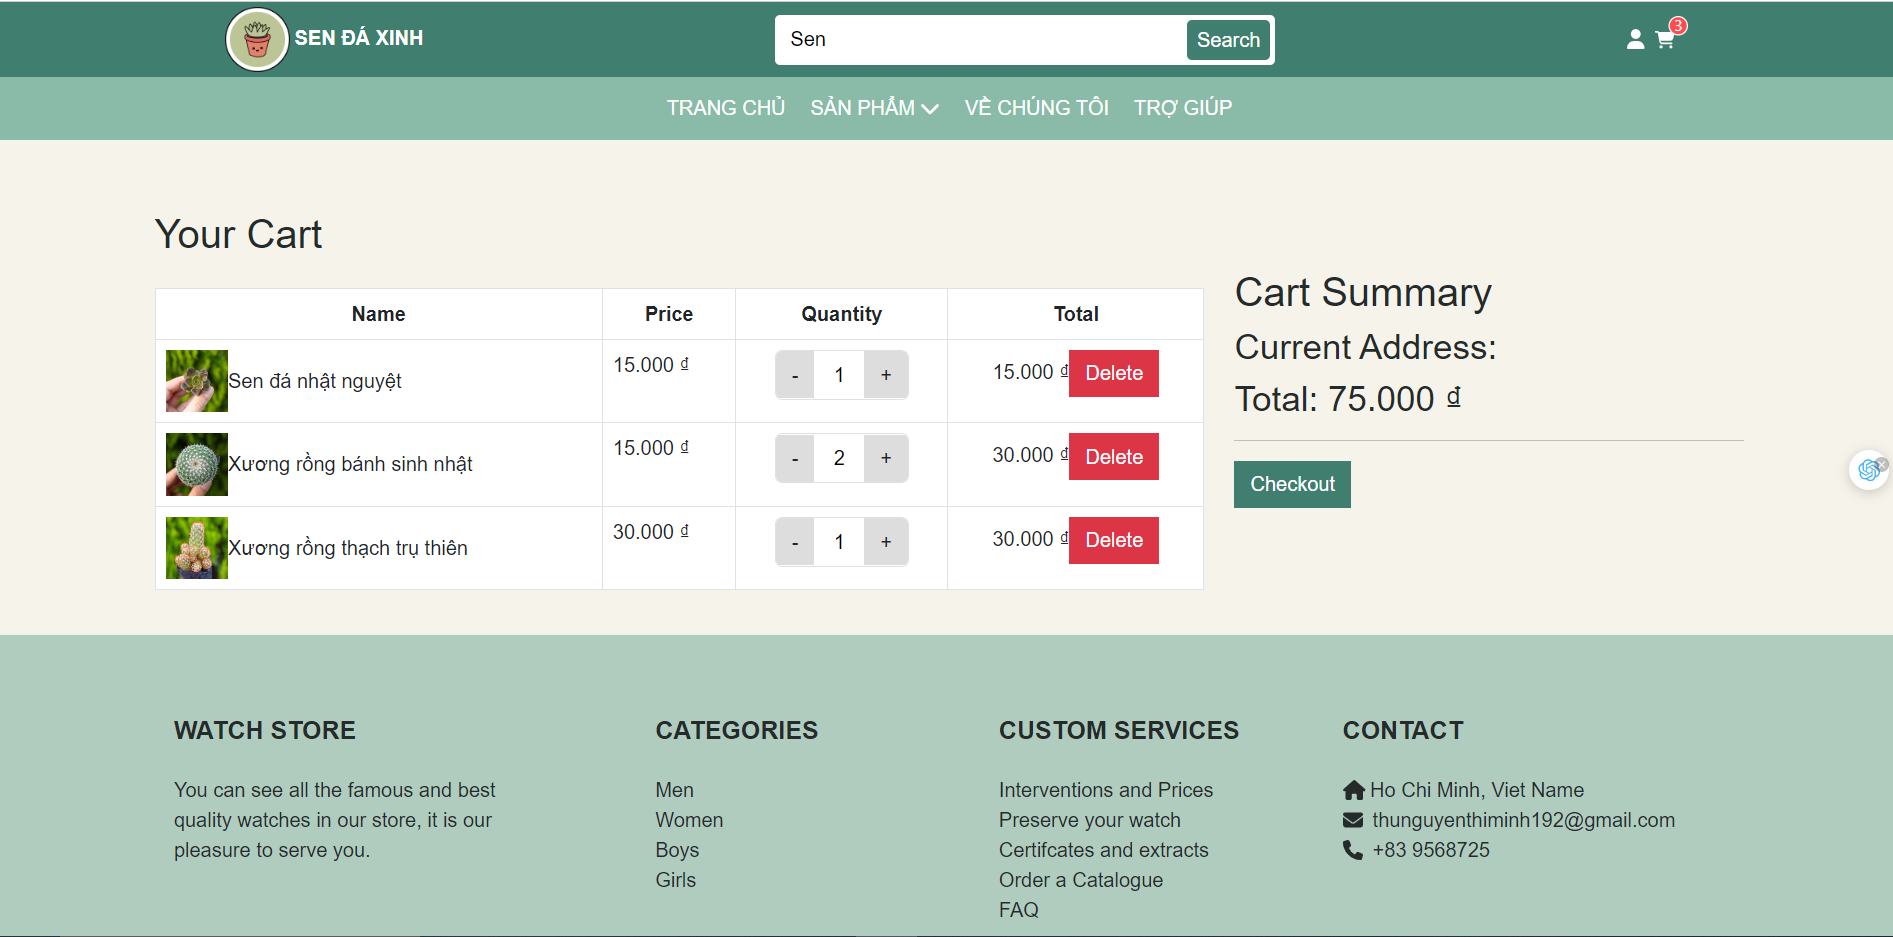 SEN ĐÁ XINH
Sen
Search
3
TRANG CHỦ SẢN PHẨM VỀ CHÚNG TÔI TRỢ GIÚP
Your Cart
Name Price Quantity Total
Sen đá nhật nguyệt 15.000 ₫ - 1 + 15.000 ₫ Delete
Xương rồng bánh sinh nhật 15.000 ₫ - 2 + 30.000 ₫ Delete
Xương rồng thạch trụ thiên 30.000 ₫ - 1 + 30.000 ₫ Delete
Cart Summary
Current Address:
Total: 75.000 ₫
Checkout
WATCH STORE
You can see all the famous and best
quality watches in our store, it is our
pleasure to serve you.
CATEGORIES
Men
Women
Boys
Girls
CUSTOM SERVICES
Interventions and Prices
Preserve your watch
Certifcates and extracts
Order a Catalogue
FAQ
CONTACT
Ho Chi Minh, Viet Name
thunguyenthiminh192@gmail.com
+83 9568725